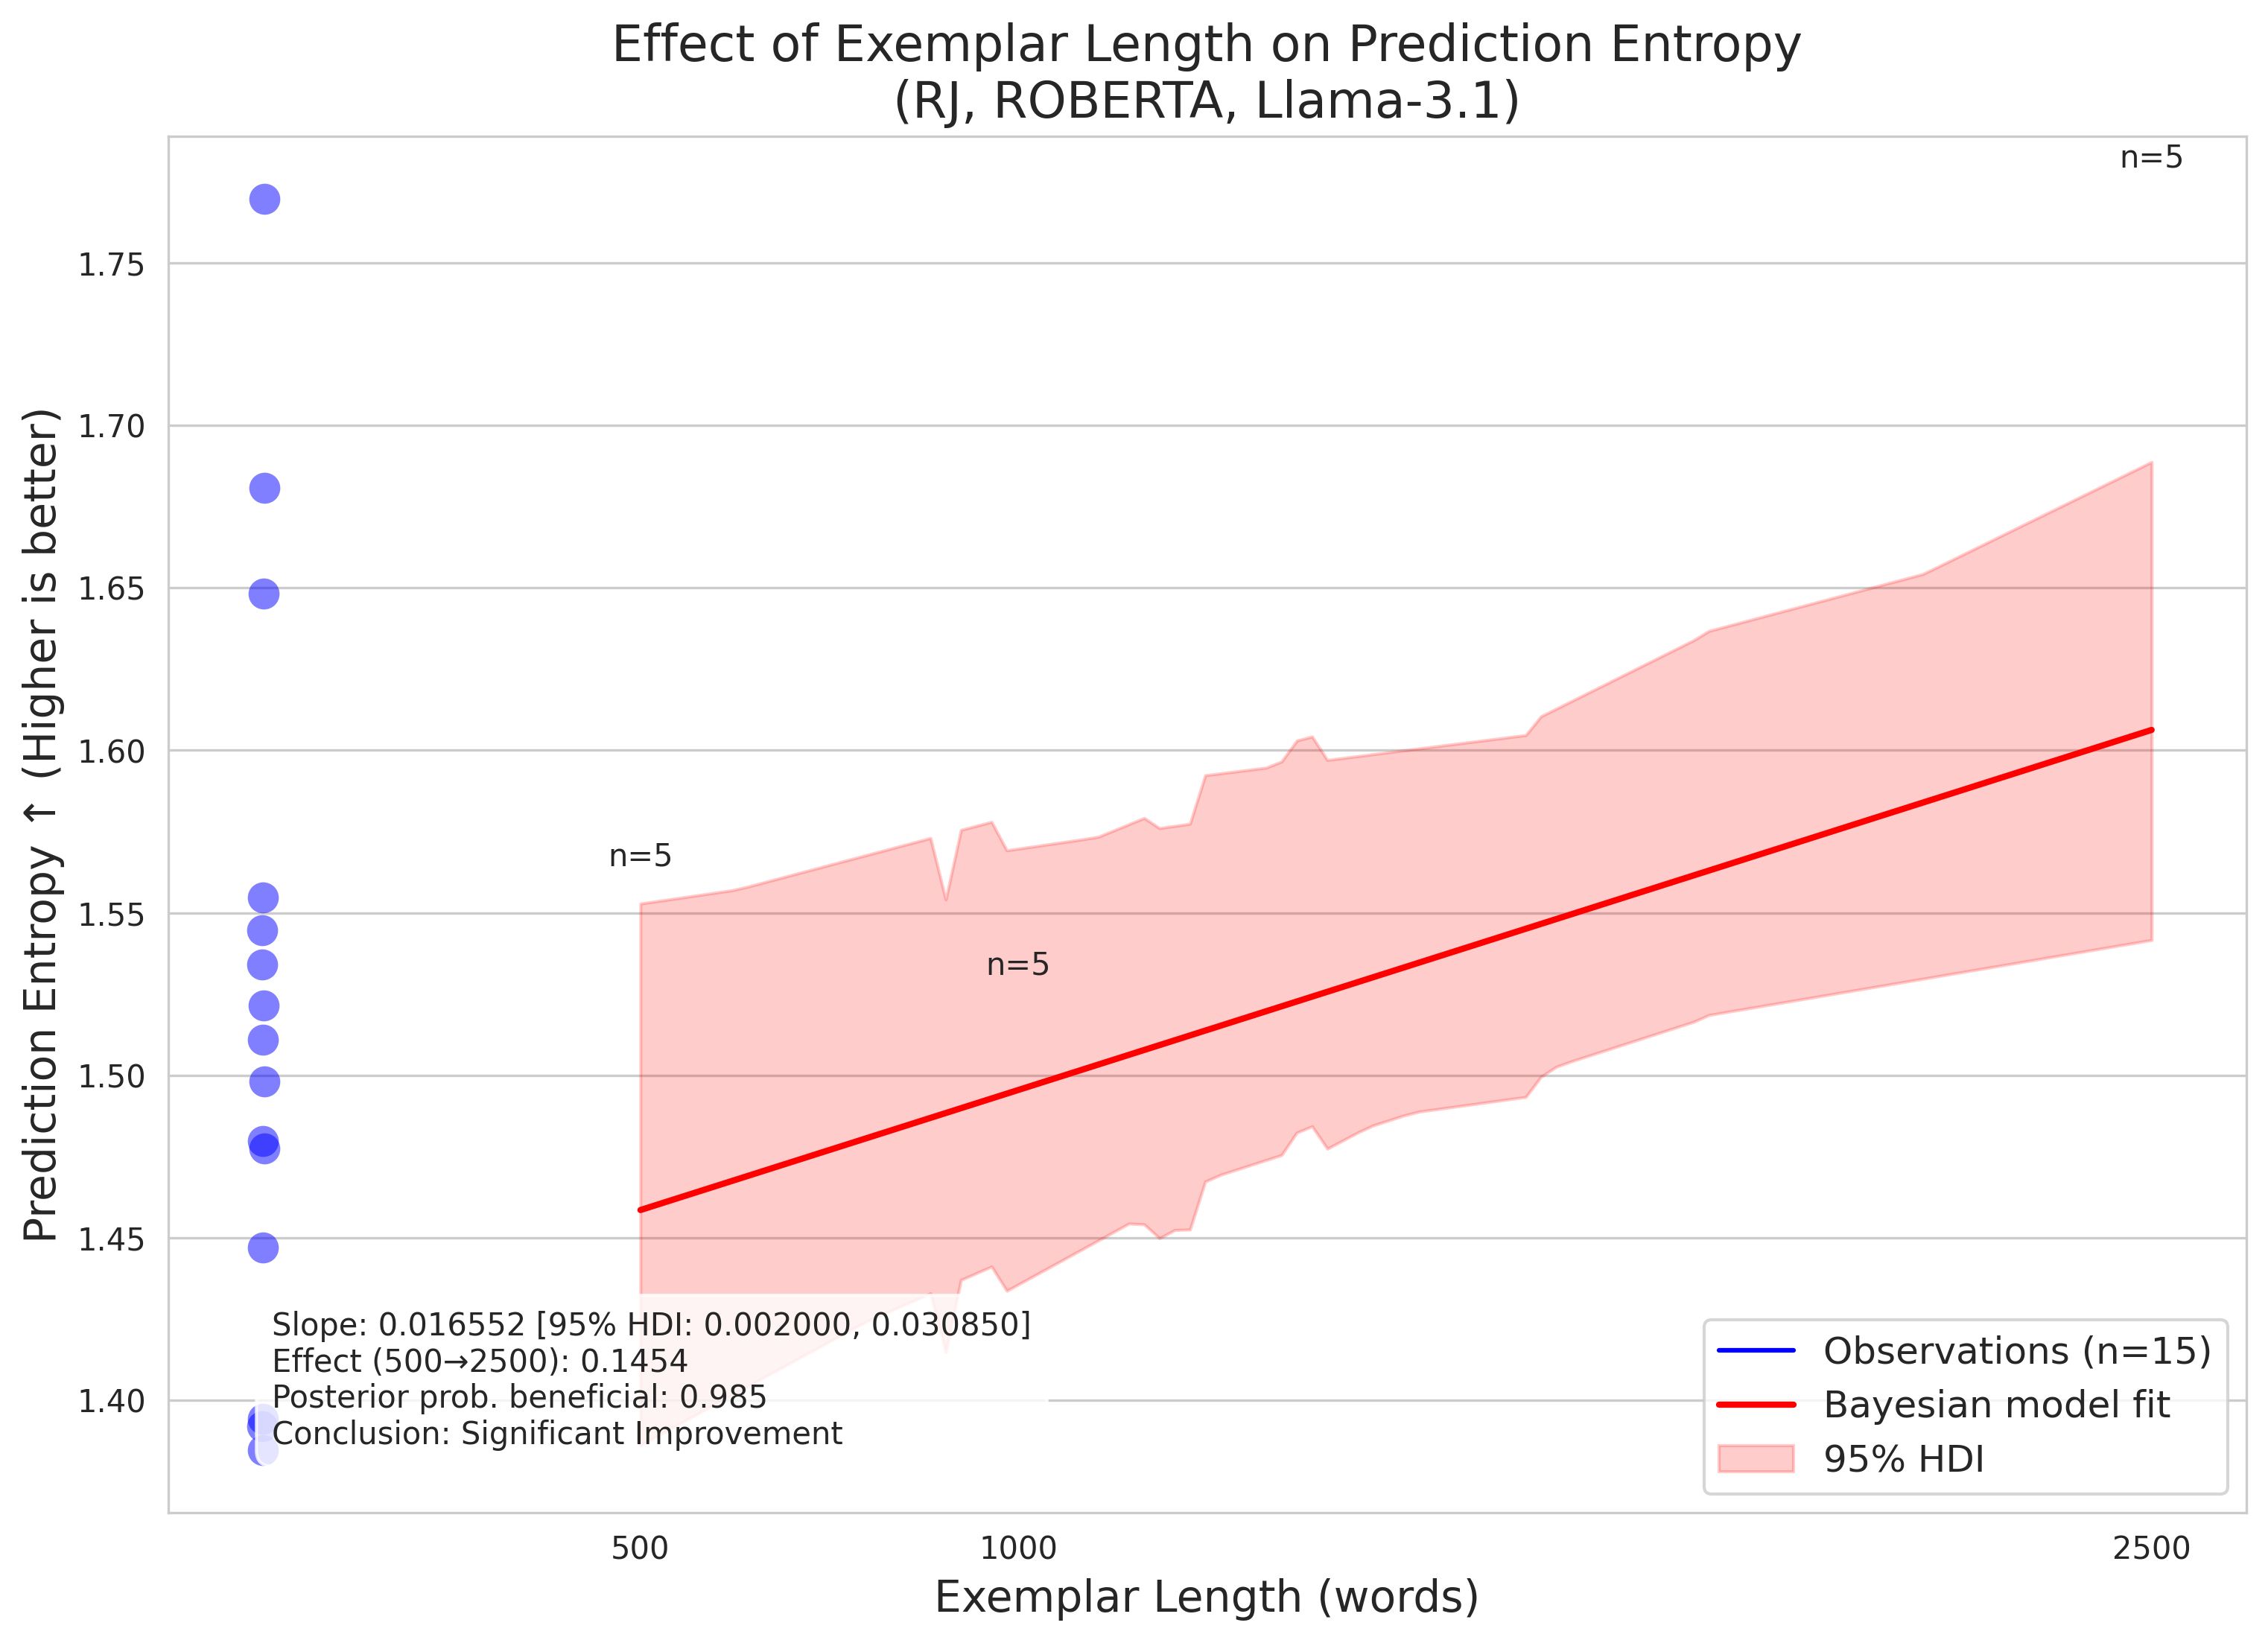 Effect of Exemplar Length on Prediction Entropy
(RJ, ROBERTA, Llama-3.1)
Prediction Entropy ↑ (Higher is better)
1.75
1.70
1.65
1.60
1.55
1.50
1.45
1.40
n=5
n=5
n=5
Slope: 0.016552 [95% HDI: 0.002000, 0.030850]
Effect (500→2500): 0.1454
Posterior prob. beneficial: 0.985
Conclusion: Significant Improvement
Observations (n=15)
Bayesian model fit
95% HDI
500
1000
2500
Exemplar Length (words)